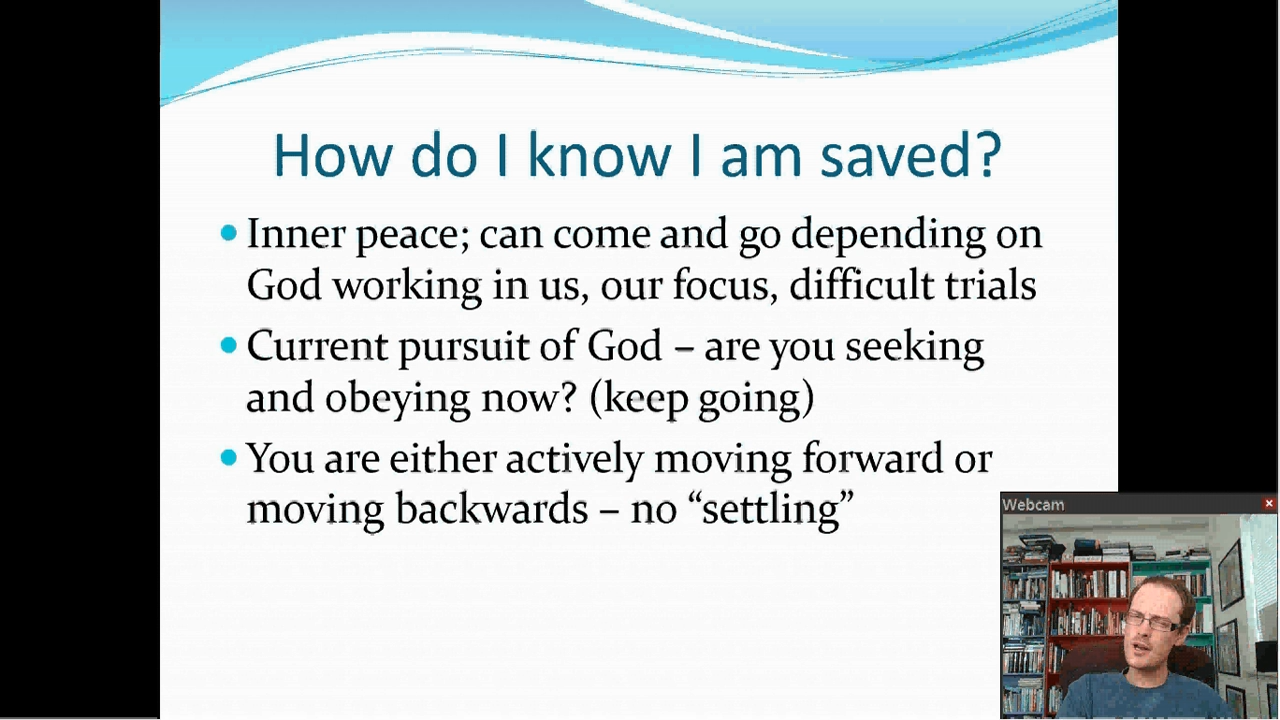 How do I know I am saved?
Inner peace; can come and go depending on
God working in us, our focus, difficult trials
Current pursuit of God – are you seeking
and obeying now? (keep going)
You are either actively moving forward or
moving backwards – no “settling”
Webcam